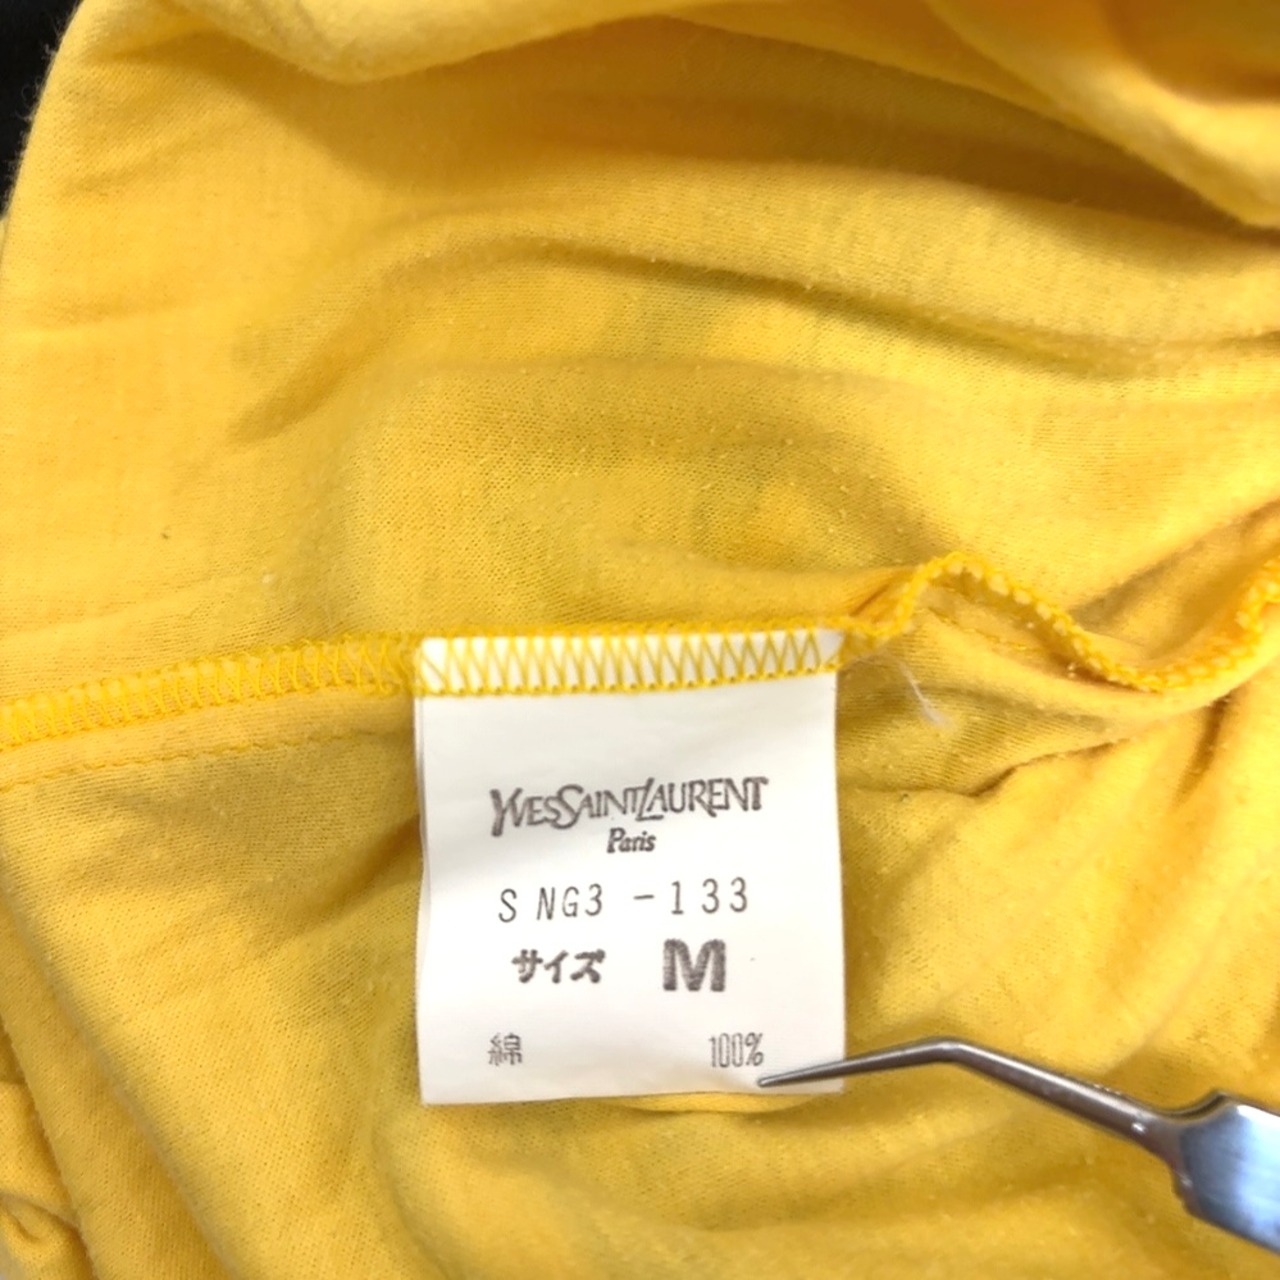 YVESSAINTLAURENT
Paris
S NG3 -133
サイズ M
綿 100%